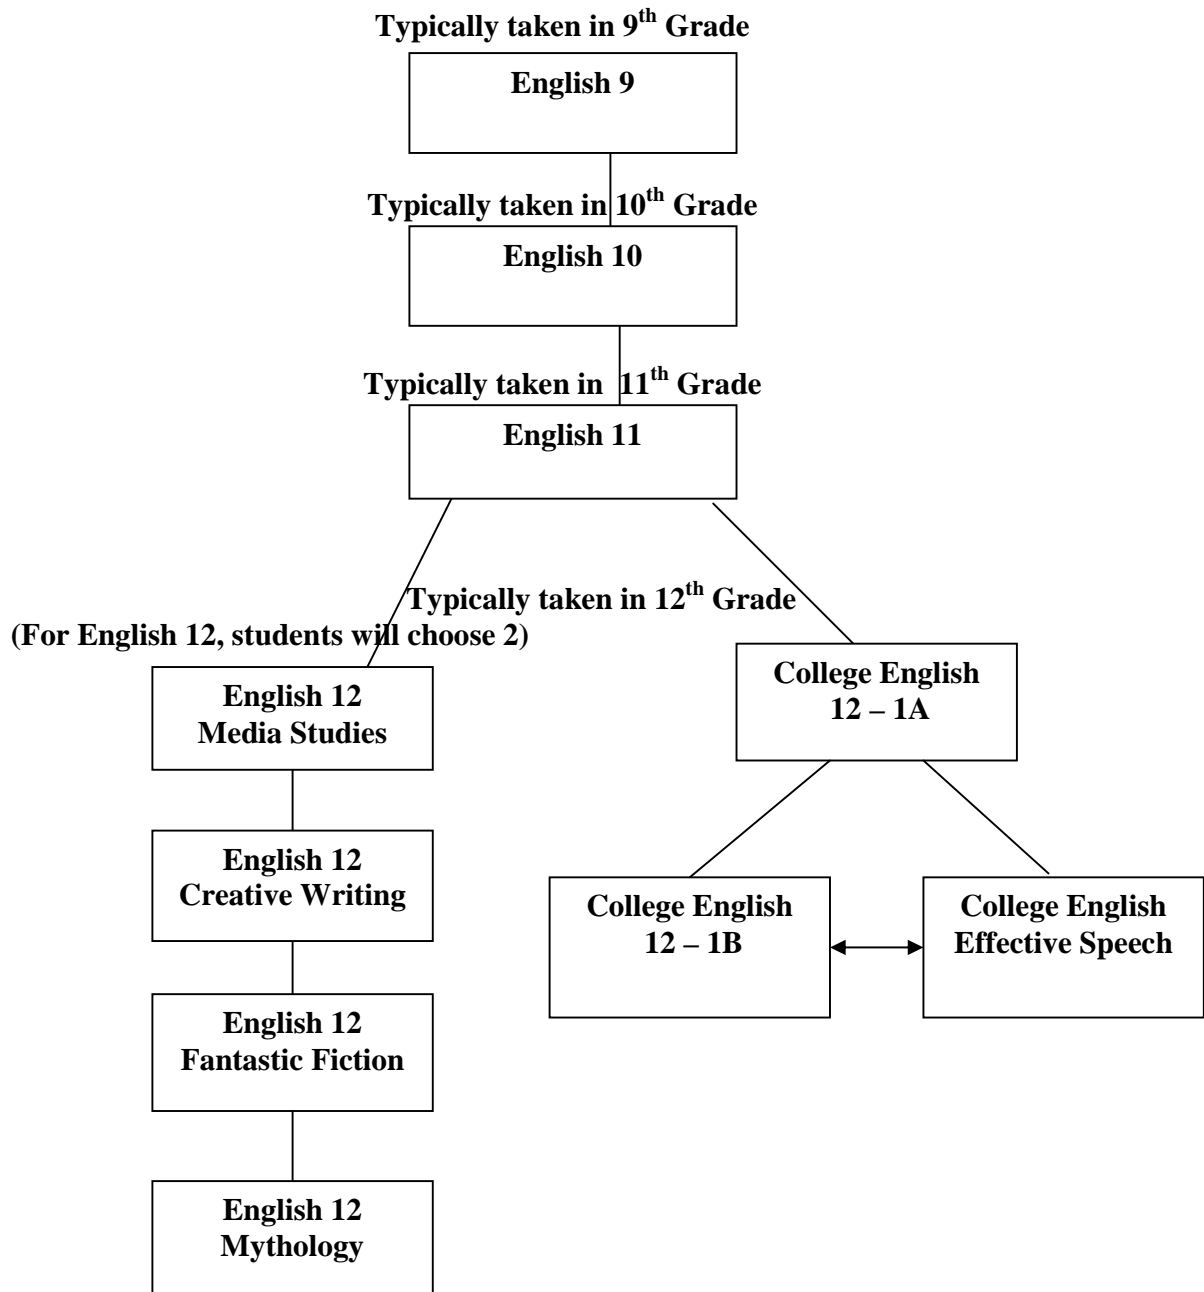 Typically taken in 9th Grade
English 9
Typically taken in 10th Grade
English 10
Typically taken in 11th Grade
English 11
Typically taken in 12th Grade
(For English 12, students will choose 2)
English 12
Media Studies
English 12
Creative Writing
English 12
Fantastic Fiction
English 12
Mythology
College English
12 – 1A
College English
12 – 1B
College English
Effective Speech